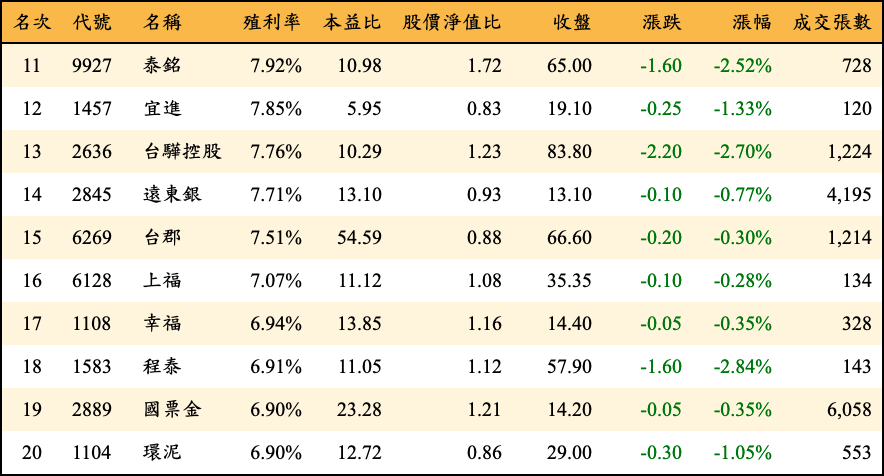 名次 代號 名稱 殖利率 本益比 股價淨值比 收盤 漲跌 漲幅 成交張數
11 9927 泰銘 7.92% 10.98 1.72 65.00 -1.60 -2.52% 728
12 1457 宜進 7.85% 5.95 0.83 19.10 -0.25 -1.33% 120
13 2636 台驊控股 7.76% 10.29 1.23 83.80 -2.20 -2.70% 1,224
14 2845 遠東銀 7.71% 13.10 0.93 13.10 -0.10 -0.77% 4,195
15 6269 台郡 7.51% 54.59 0.88 66.60 -0.20 -0.30% 1,214
16 6128 上福 7.07% 11.12 1.08 35.35 -0.10 -0.28% 134
17 1108 幸福 6.94% 13.85 1.16 14.40 -0.05 -0.35% 328
18 1583 程泰 6.91% 11.05 1.12 57.90 -1.60 -2.84% 143
19 2889 國票金 6.90% 23.28 1.21 14.20 -0.05 -0.35% 6,058
20 1104 環泥 6.90% 12.72 0.86 29.00 -0.30 -1.05% 553